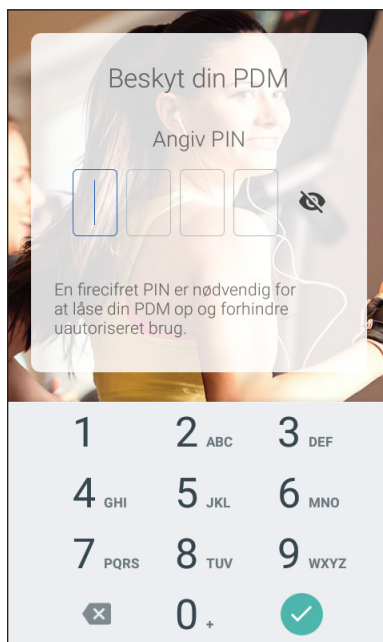 Beskyt din PDM
Angiv PIN
En firecifret PIN er nødvendig for
at låse din PDM op og forhindre
uautoriseret brug.
1 2 ABC 3 DEF
4 GHI 5 JKL 6 MNO
7 PQRS 8 TUV 9 WXYZ
0 +